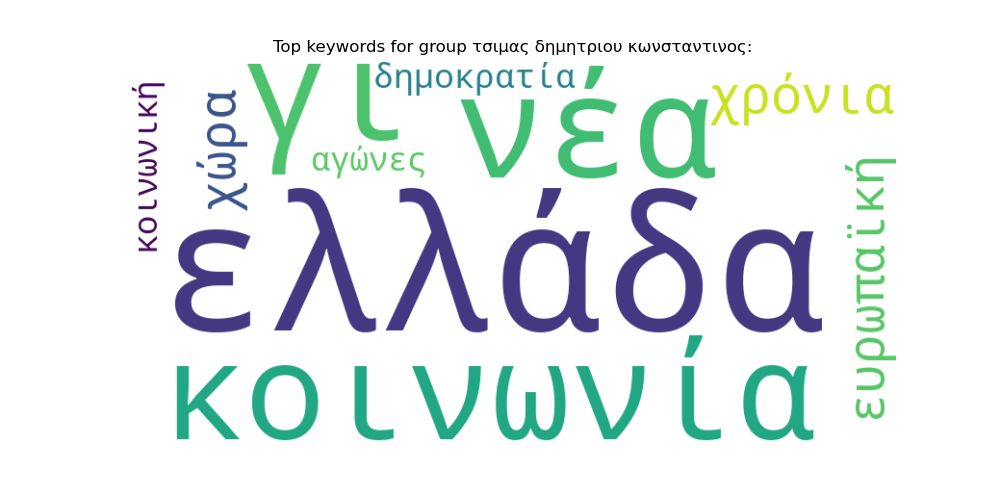 Top keywords for group τσιμας δημητριου κωνσταντινος:
κοινωνική
χώρα
γι
δημοκρατία
νέα
χρόνια
αγώνες
ελλάδα
ευρωπαϊκή
κοινωνία